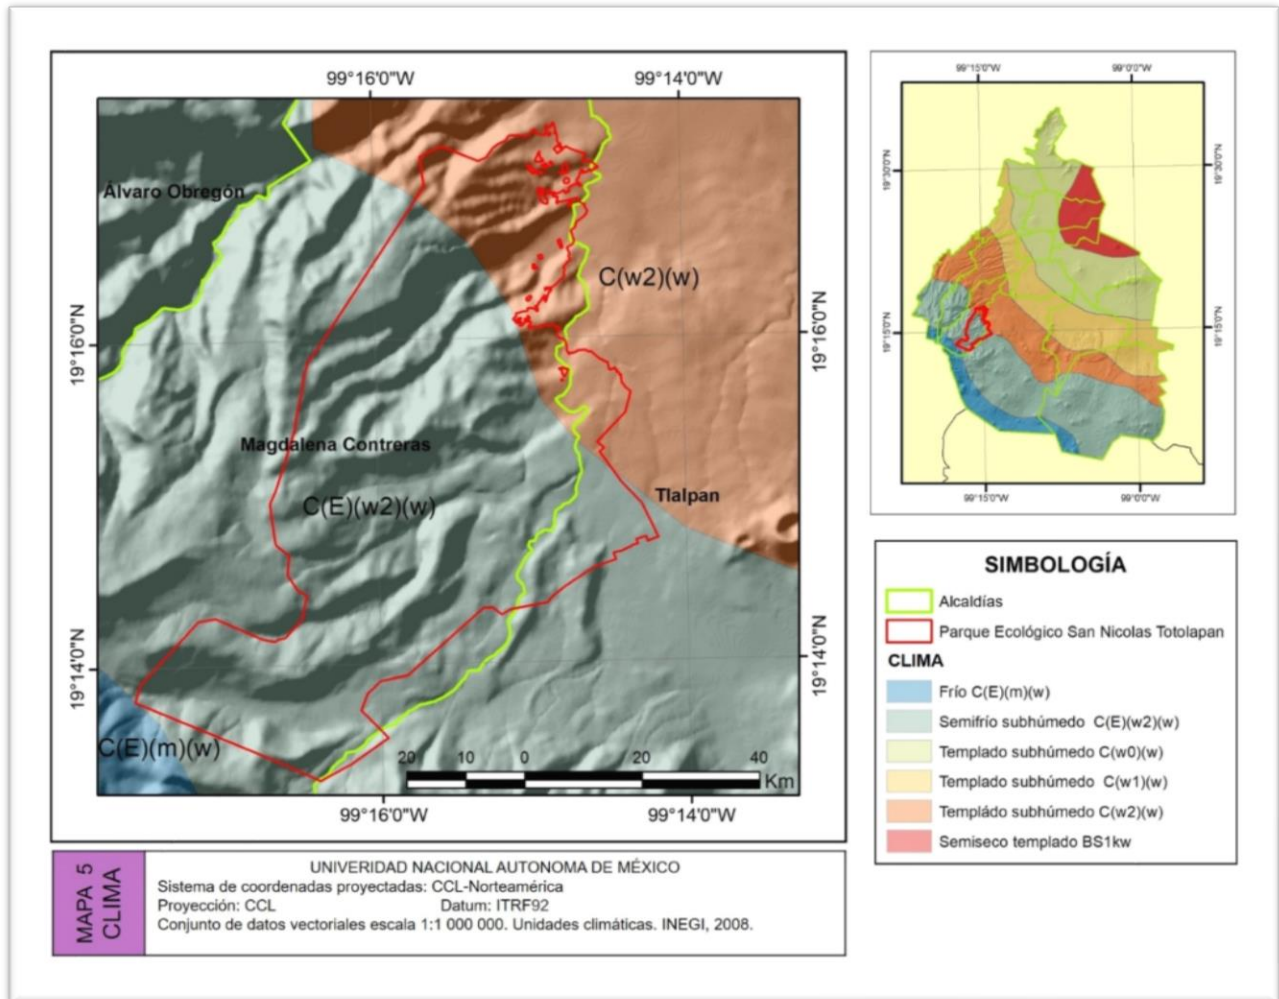 99°16'0"W 99°14'0"W
Álvaro Obregón
C(w2)(w)
19°16'0"N 19°16'0"N
Magdalena Contreras
C(E)(w2)(w)
Tlalpan
19°14'0"N 19°14'0"N
C(E)(m)(w)
20 10 0 20 40
Km
99°16'0"W 99°14'0"W
99°15'0"W 99°0'0"W
19°30'0"N 19°30'0"N
19°15'0"N 19°15'0"N
99°15'0"W 99°0'0"W
SIMBOLOGÍA
Alcaldías
Parque Ecológico San Nicolas Totolapan
CLIMA
Frío C(E)(m)(w)
Semifrío subhúmedo C(E)(w2)(w)
Templado subhúmedo C(w0)(w)
Templado subhúmedo C(w1)(w)
Templádo subhúmedo C(w2)(w)
Semiseco templado BS1kw
MAPA 5
CLIMA
UNIVERIDAD NACIONAL AUTONOMA DE MÉXICO
Sistema de coordenadas proyectadas: CCL-Norteamérica
Proyección: CCL Datum: ITRF92
Conjunto de datos vectoriales escala 1:1 000 000. Unidades climáticas. INEGI, 2008.